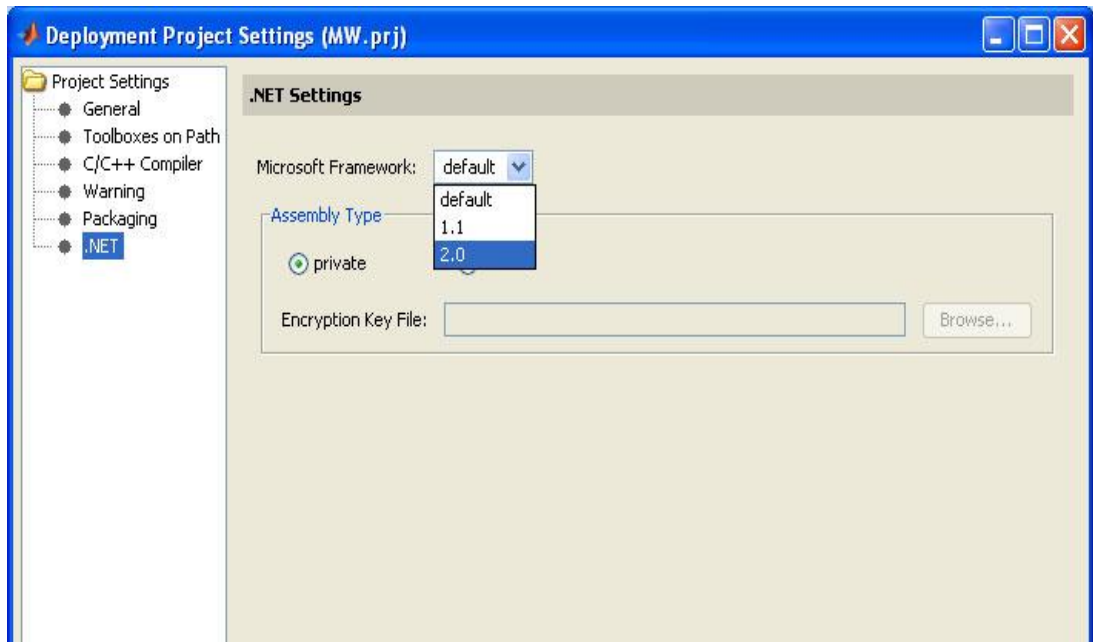 Deployment Project Settings (MW.prj)
Project Settings
General
Toolboxes on Path
C/C++ Compiler
Warning
Packaging
.NET
.NET Settings
Microsoft Framework: default
default
1.1
2.0
Assembly Type
private
Encryption Key File:
Browse...